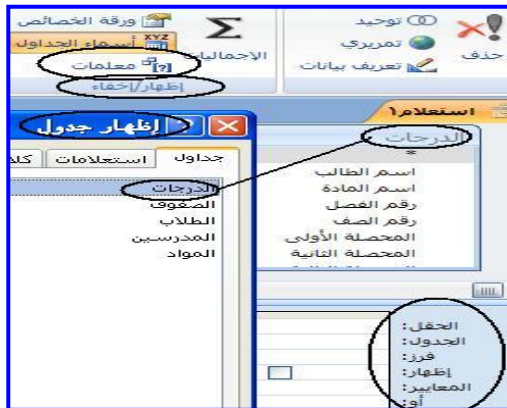 توحيد
تمريري
تعريف بيانات
حذف
الإجماليات
ورقة الخصائص
أسماء الجداول
معلمات
إظهار/إخفاء
استعلام١
الدرجات
*
اسم الطالب
اسم المادة
رقم الفصل
رقم الصف
المحصلة الأولى
المحصلة الثانية
إظهار جدول
جداول
استعلامات
الدرجات
الصفوف
الطلاب
المدرسين
المواد
الحقل:
الجدول:
فرز:
إظهار:
المعايير:
أو: